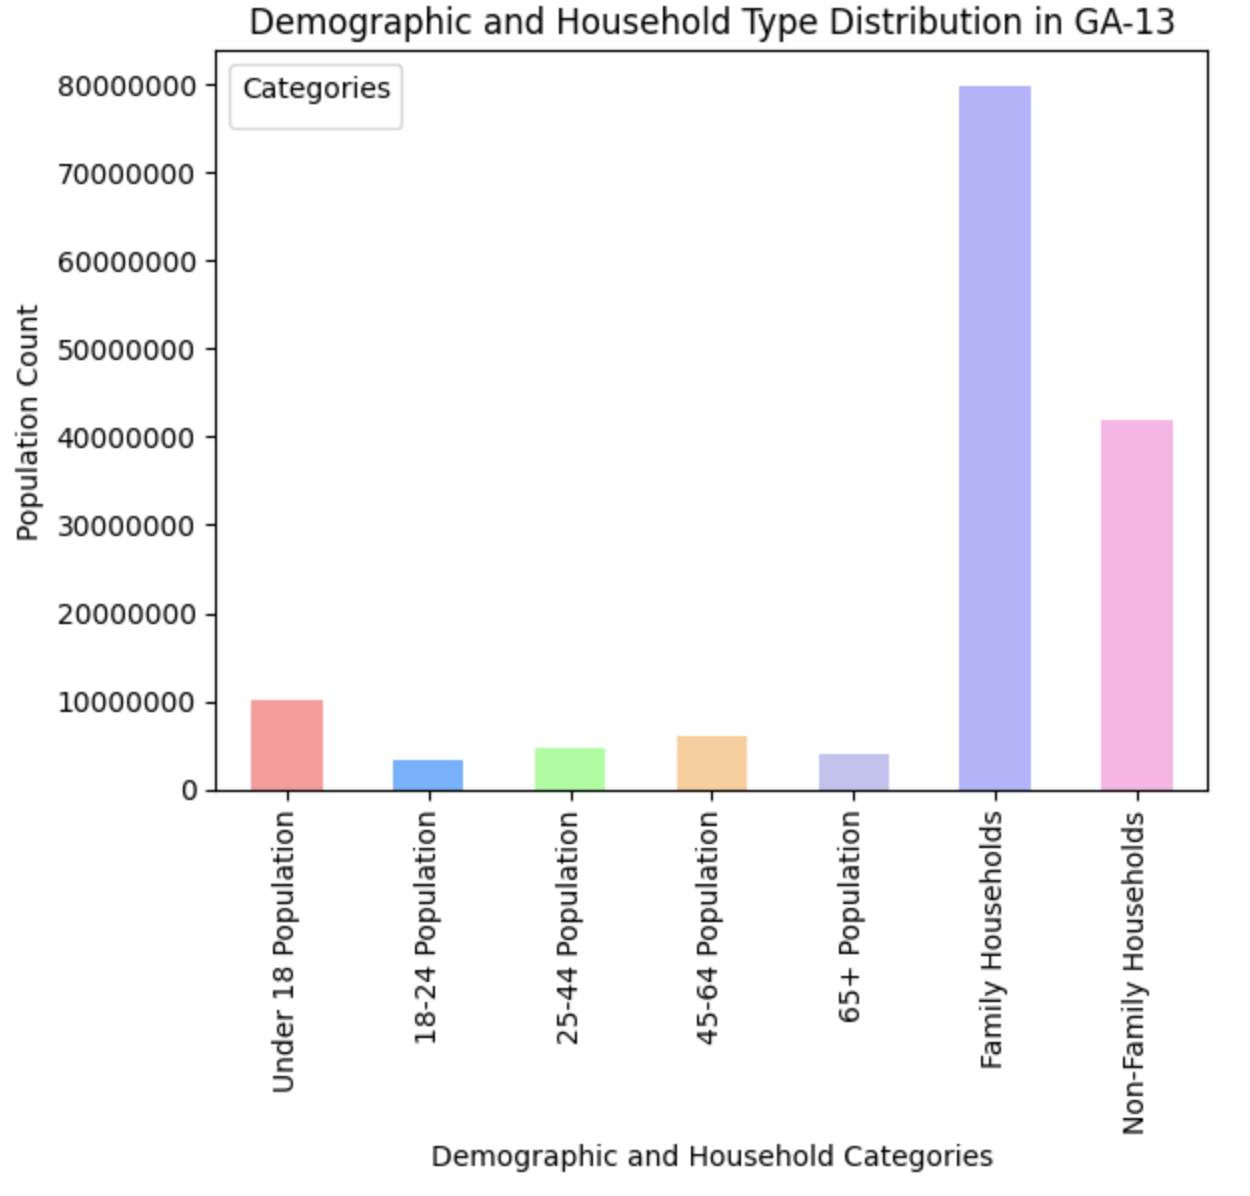 Demographic and Household Type Distribution in GA-13
Categories
80000000
70000000
60000000
50000000
40000000
30000000
20000000
10000000
0
Population Count
Under 18 Population
18-24 Population
25-44 Population
45-64 Population
65+ Population
Family Households
Non-Family Households
Demographic and Household Categories